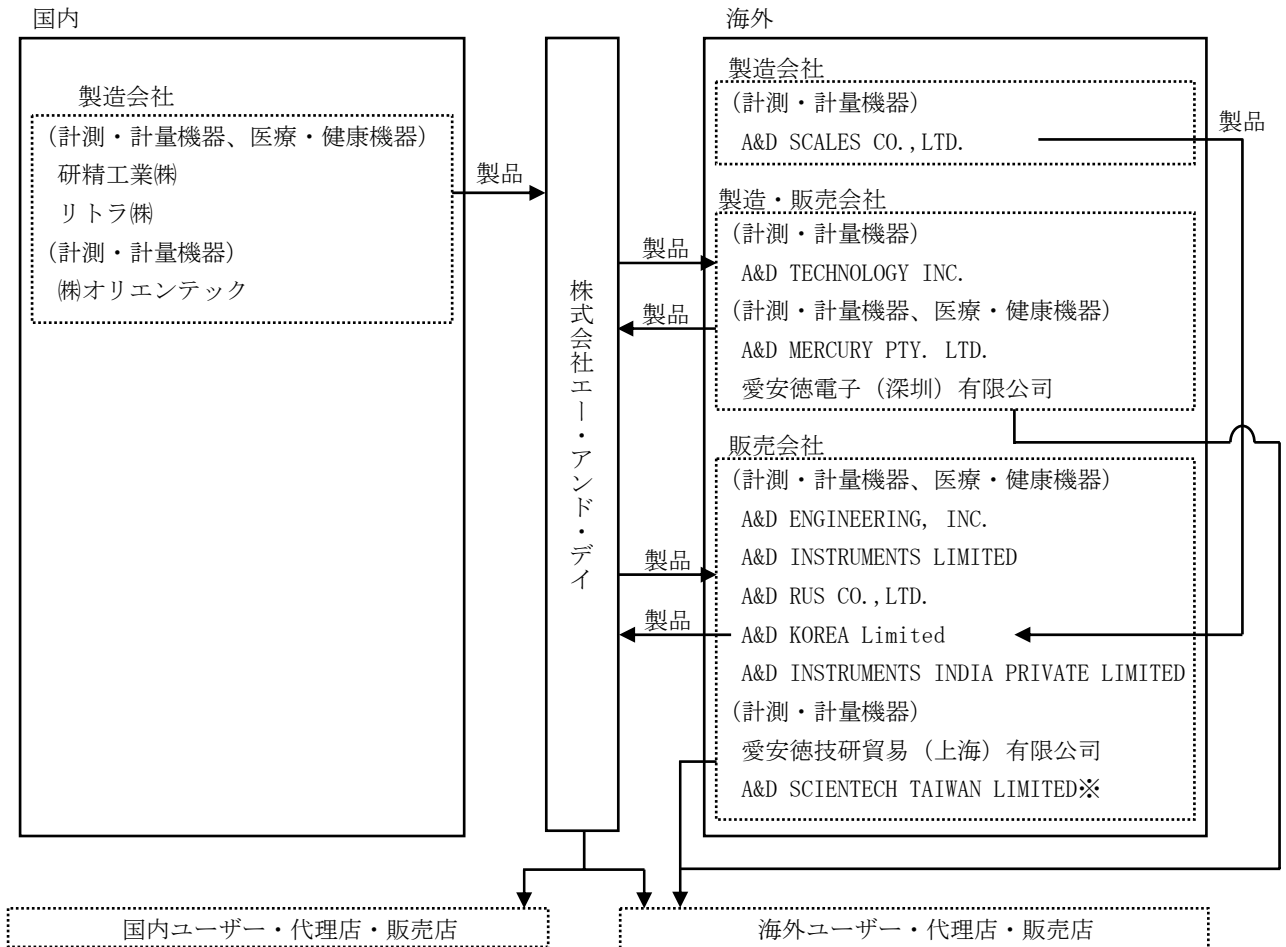 国内
製造会社
(計測・計量機器、医療・健康機器)
研精工業㈱
リトラ㈱
(計測・計量機器)
㈱オリエンテック
製品
株式会社エー・アンド・デイ
海外
製造会社
(計測・計量機器)
A&D SCALES CO.,LTD.
製品
製造・販売会社
(計測・計量機器)
A&D TECHNOLOGY INC.
(計測・計量機器、医療・健康機器)
A&D MERCURY PTY. LTD.
愛安徳電子（深圳）有限公司
製品
製品
販売会社
(計測・計量機器、医療・健康機器)
A&D ENGINEERING, INC.
A&D INSTRUMENTS LIMITED
A&D RUS CO.,LTD.
A&D KOREA Limited
A&D INSTRUMENTS INDIA PRIVATE LIMITED
(計測・計量機器)
愛安徳技研貿易（上海）有限公司
A&D SCIENTECH TAIWAN LIMITED※
製品
製品
国内ユーザー・代理店・販売店
海外ユーザー・代理店・販売店